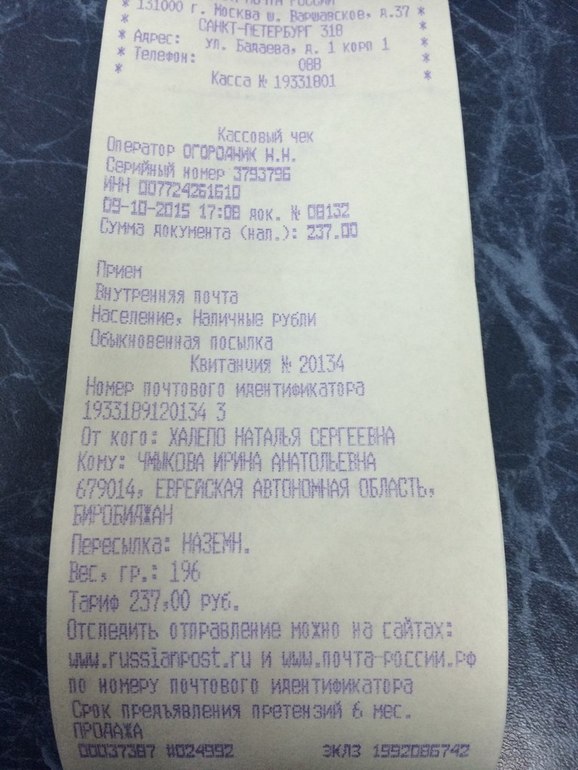 ПОЧТА РОССИИ
* 131000 г. Москва ш. Варшавское, д.37 *
* САНКТ-ПЕТЕРБУРГ 318 *
* Адрес: ул. Бадаева, д. 1 корп 1 *
* Телефон: ОВВ *
* Касса № 19331801 *
Кассовый чек
Оператор ОГОРОДНИК Н.Н.
Серийный номер 3793796
ИНН 007724261610
09-10-2015 17:08 док. № 08132
Сумма документа (нал.): 237.00
Прием
Внутренняя почта
Население, Наличные рубли
Обыкновенная посылка
Квитанция № 20134
Номер почтового идентификатора
1933189120134 3
От кого: ХАЛЕПО НАТАЛЬЯ СЕРГЕЕВНА
Кому: ЧМЫКОВА ИРИНА АНАТОЛЬЕВНА
679014, ЕВРЕЙСКАЯ АВТОНОМНАЯ ОБЛАСТЬ,
БИРОБИДЖАН
Пересылка: НАЗЕМН.
Вес, гр.: 196
Тариф 237,00 руб.
Отследить отправление можно на сайтах:
www.russianpost.ru и www.почта-россии.рф
по номеру почтового идентификатора
Срок предъявления претензий 6 мес.
ПРОДАЖА
00037387 #024992 ЭКЛЗ 1992086742